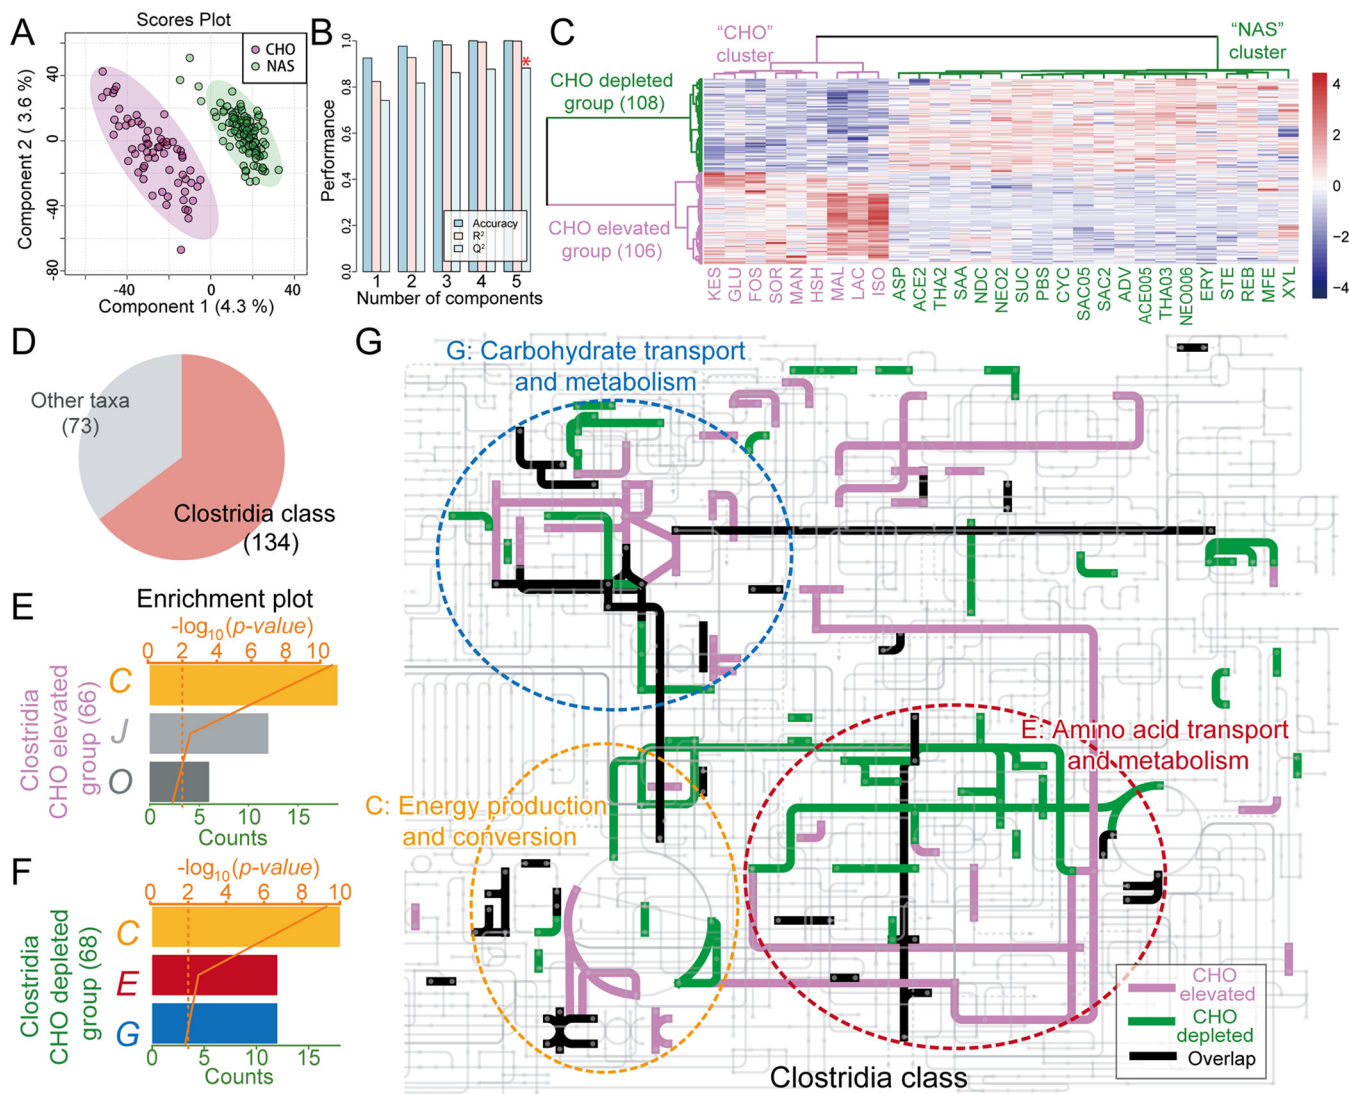 A
Scores Plot
CHO
NAS
Component 2 ( 3.6 %)
40
0
-40
-80
-40
0
40
Component 1 (4.3 %)
B
Performance
1.0
0.8
0.6
0.4
0.2
0.0
*
Accuracy
R²
Q²
1 2 3 4 5
Number of components
C
“CHO”
cluster
“NAS”
cluster
CHO depleted
group (108)
CHO elevated
group (106)
KES GLU FOS SOR MAN HSH MAL LAC ISO ASP ACE2 THA2 SAA NDC NEO2 SUC PBS CYC SAC05 SAC2 ADV ACE005 THA03 NEO006 ERY STE REB MFE XYL
4
2
0
−2
−4
D
Other taxa
(73)
Clostridia class
(134)
E
Enrichment plot
-log10(p-value)
0 2 4 6 8 10
Clostridia
CHO elevated
group (66)
C
J
O
0 5 10 15
Counts
F
-log10(p-value)
0 2 4 6 8 10
Clostridia
CHO depleted
group (68)
C
E
G
0 5 10 15
Counts
G
G: Carbohydrate transport
and metabolism
E: Amino acid transport
and metabolism
C: Energy production
and conversion
CHO
elevated
CHO
depleted
Overlap
Clostridia class